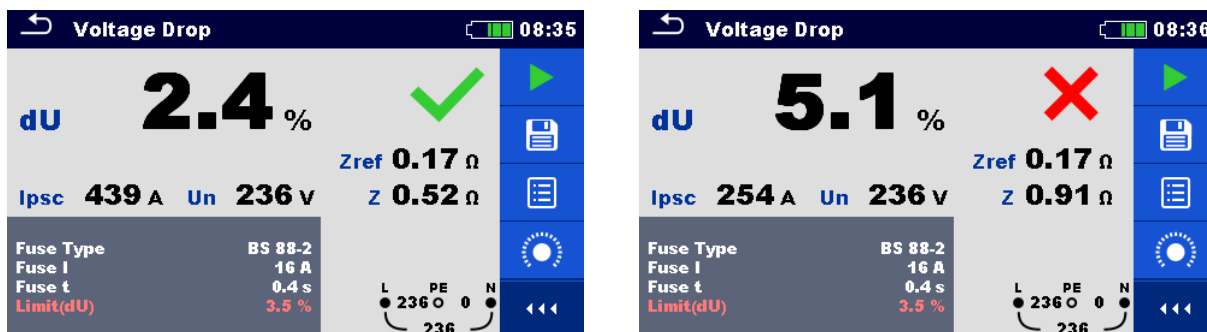 Voltage Drop 08:35
dU 2.4 %
Zref 0.17 Ω
Ipsc 439 A Un 236 V Z 0.52 Ω
Fuse Type BS 88-2
Fuse I 16 A
Fuse t 0.4 s
Limit(dU) 3.5 %
L PE N
236 0
236
Voltage Drop 08:36
dU 5.1 %
Zref 0.17 Ω
Ipsc 254 A Un 236 V Z 0.91 Ω
Fuse Type BS 88-2
Fuse I 16 A
Fuse t 0.4 s
Limit(dU) 3.5 %
L PE N
236 0
236